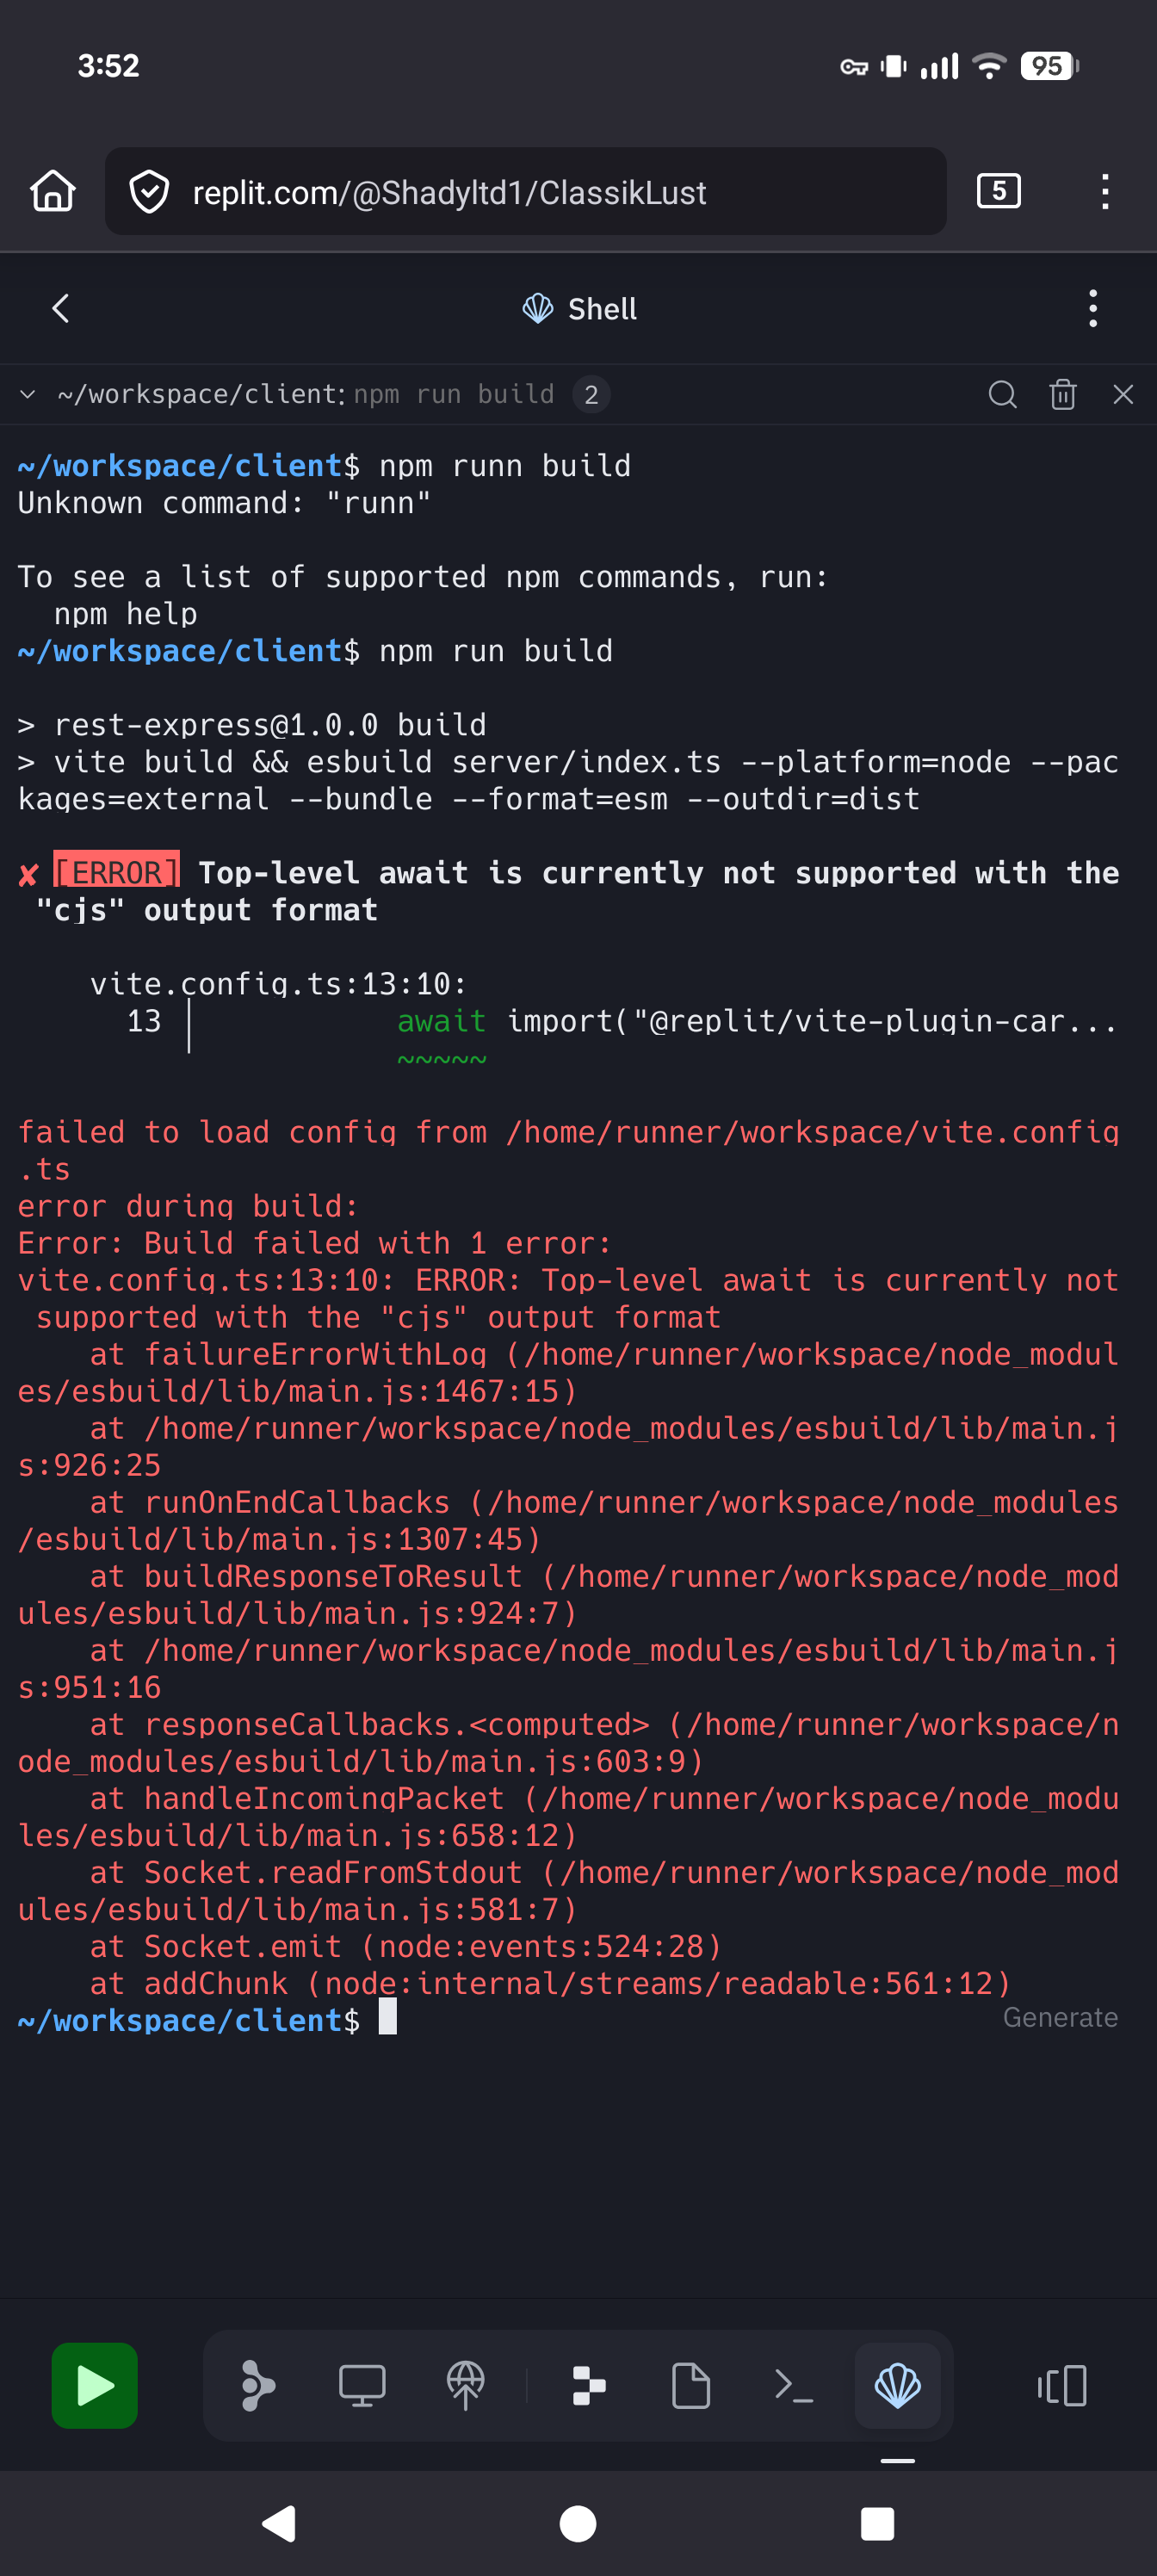 3:52
95
replit.com/@Shadyltd1/ClassikLust
5
Shell
~/workspace/client: npm run build 2
~/workspace/client$ npm runn build
Unknown command: "runn"
To see a list of supported npm commands, run:
  npm help
~/workspace/client$ npm run build
> rest-express@1.0.0 build
> vite build && esbuild server/index.ts --platform=node --pac
kages=external --bundle --format=esm --outdir=dist
✘ [ERROR] Top-level await is currently not supported with the
 "cjs" output format
    vite.config.ts:13:10:
      13 │            await import("@replit/vite-plugin-car...
                      ~~~~~
failed to load config from /home/runner/workspace/vite.config
.ts
error during build:
Error: Build failed with 1 error:
vite.config.ts:13:10: ERROR: Top-level await is currently not
 supported with the "cjs" output format
    at failureErrorWithLog (/home/runner/workspace/node_modul
es/esbuild/lib/main.js:1467:15)
    at /home/runner/workspace/node_modules/esbuild/lib/main.j
s:926:25
    at runOnEndCallbacks (/home/runner/workspace/node_modules
/esbuild/lib/main.js:1307:45)
    at buildResponseToResult (/home/runner/workspace/node_mod
ules/esbuild/lib/main.js:924:7)
    at /home/runner/workspace/node_modules/esbuild/lib/main.j
s:951:16
    at responseCallbacks.<computed> (/home/runner/workspace/n
ode_modules/esbuild/lib/main.js:603:9)
    at handleIncomingPacket (/home/runner/workspace/node_modu
les/esbuild/lib/main.js:658:12)
    at Socket.readFromStdout (/home/runner/workspace/node_mod
ules/esbuild/lib/main.js:581:7)
    at Socket.emit (node:events:524:28)
    at addChunk (node:internal/streams/readable:561:12)
~/workspace/client$
Generate